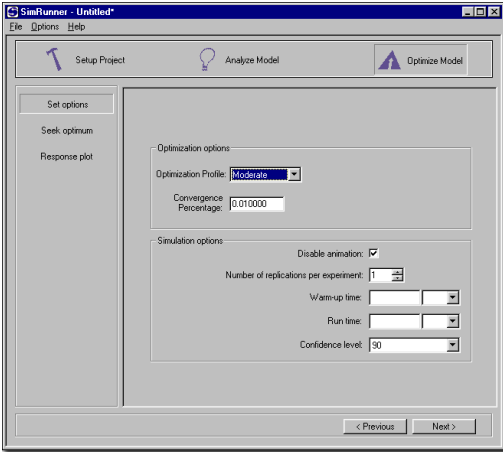 SimRunner - Untitled*
File Options Help
Setup Project
Analyze Model
Optimize Model
Set options
Seek optimum
Response plot
Optimization options
Optimization Profile: Moderate
Convergence
Percentage: 0.010000
Simulation options
Disable animation:
Number of replications per experiment: 1
Warm-up time:
Run time:
Confidence level: 90
< Previous
Next >